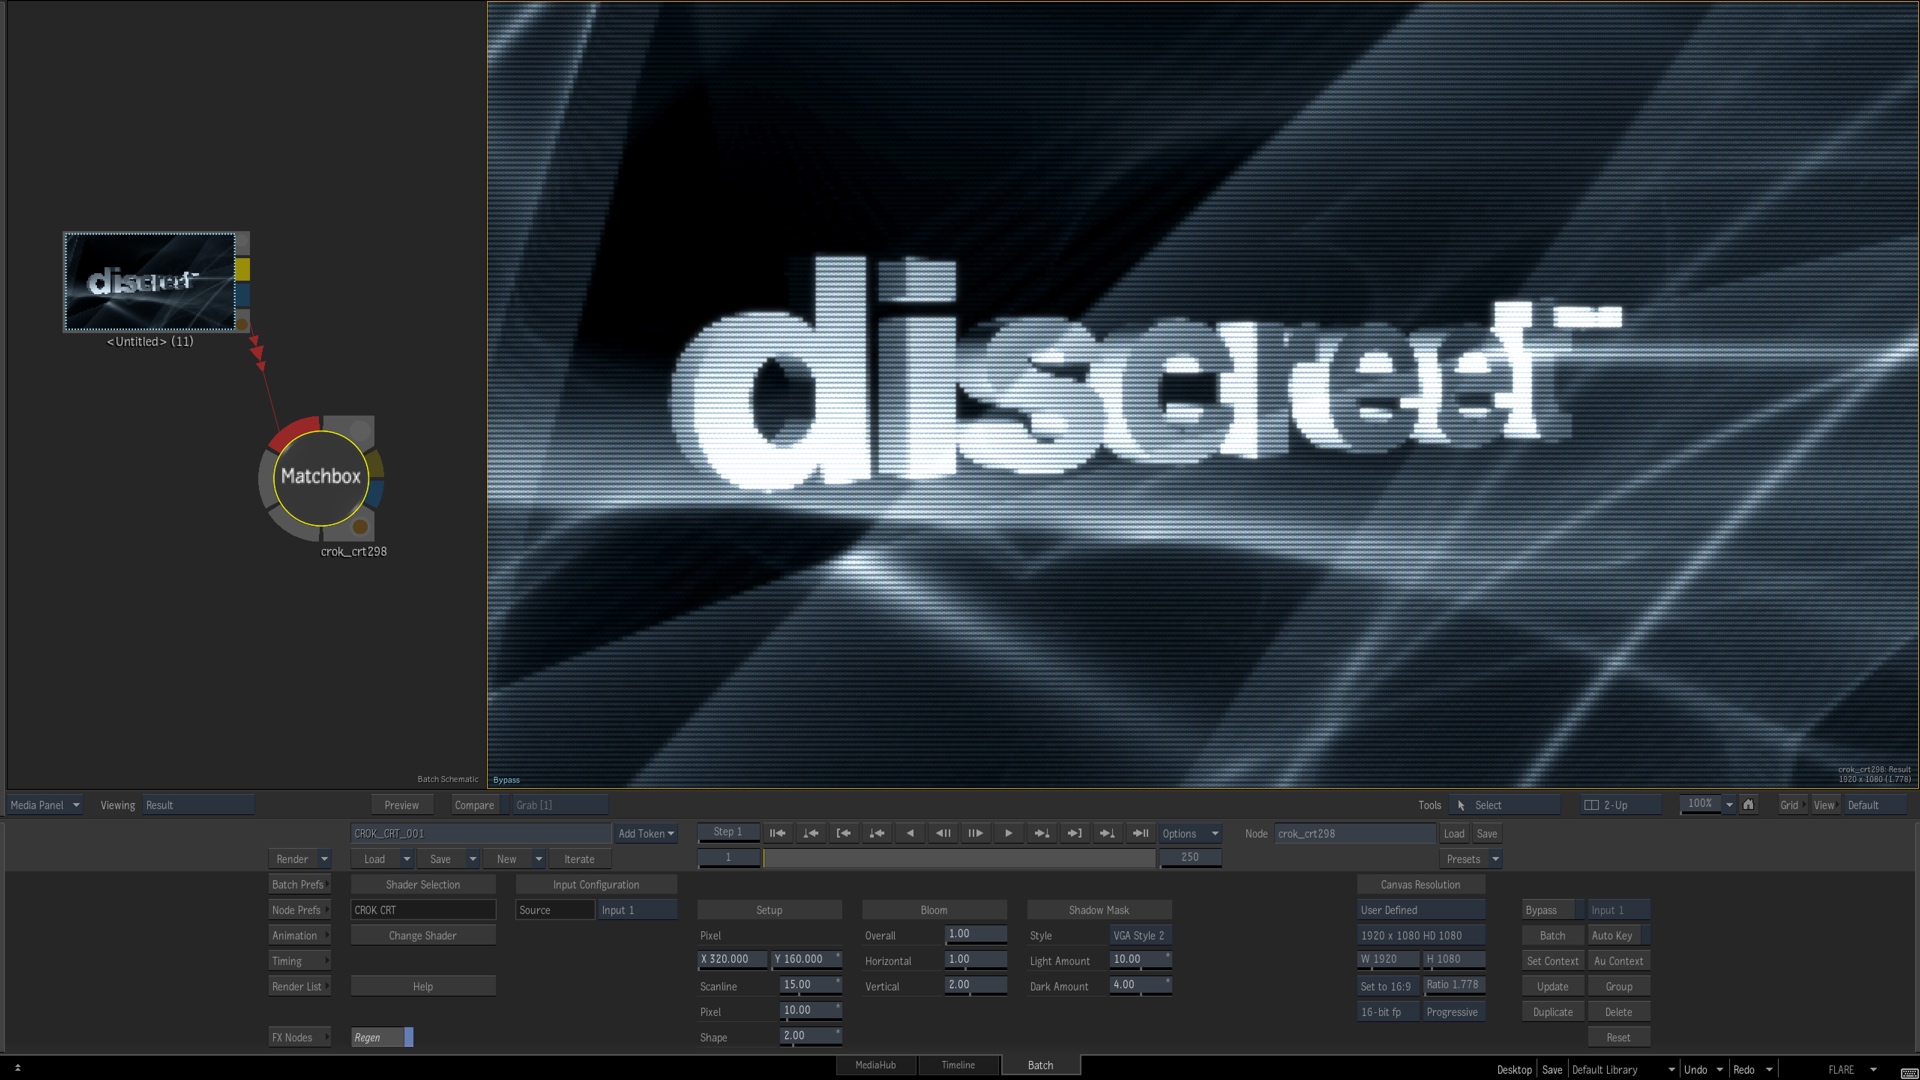 discreet
discreet
<Untitled> (11)
Matchbox
crok_crt298
Batch Schematic
Bypass
crok_crt298: Result
1920 x 1080 (1.778)
Media Panel Viewing Result Preview Compare Grab [1] Tools Select 2-Up 100% Grid View Default
CROK_CRT_001 Add Token Step 1 Options Node crok_crt298 Load Save
Render Load Save New Iterate 1 250 Presets
Batch Prefs Shader Selection Input Configuration Canvas Resolution
Node Prefs CROK CRT Source Input 1 Setup Bloom Shadow Mask User Defined Bypass Input 1
Animation Change Shader Pixel Overall 1.00 Style VGA Style 2 1920 x 1080 HD 1080 Batch Auto Key
Timing X 320.000 Y 160.000 Horizontal 1.00 Light Amount 10.00 W 1920 H 1080 Set Context Au Context
Render List Help Scanline 15.00 Vertical 2.00 Dark Amount 4.00 Set to 16:9 Ratio 1.778 Update Group
Pixel 10.00 16-bit fp Progressive Duplicate Delete
FX Nodes Regen Shape 2.00 Reset
MediaHub Timeline Batch
Desktop Save Default Library Undo Redo FLARE